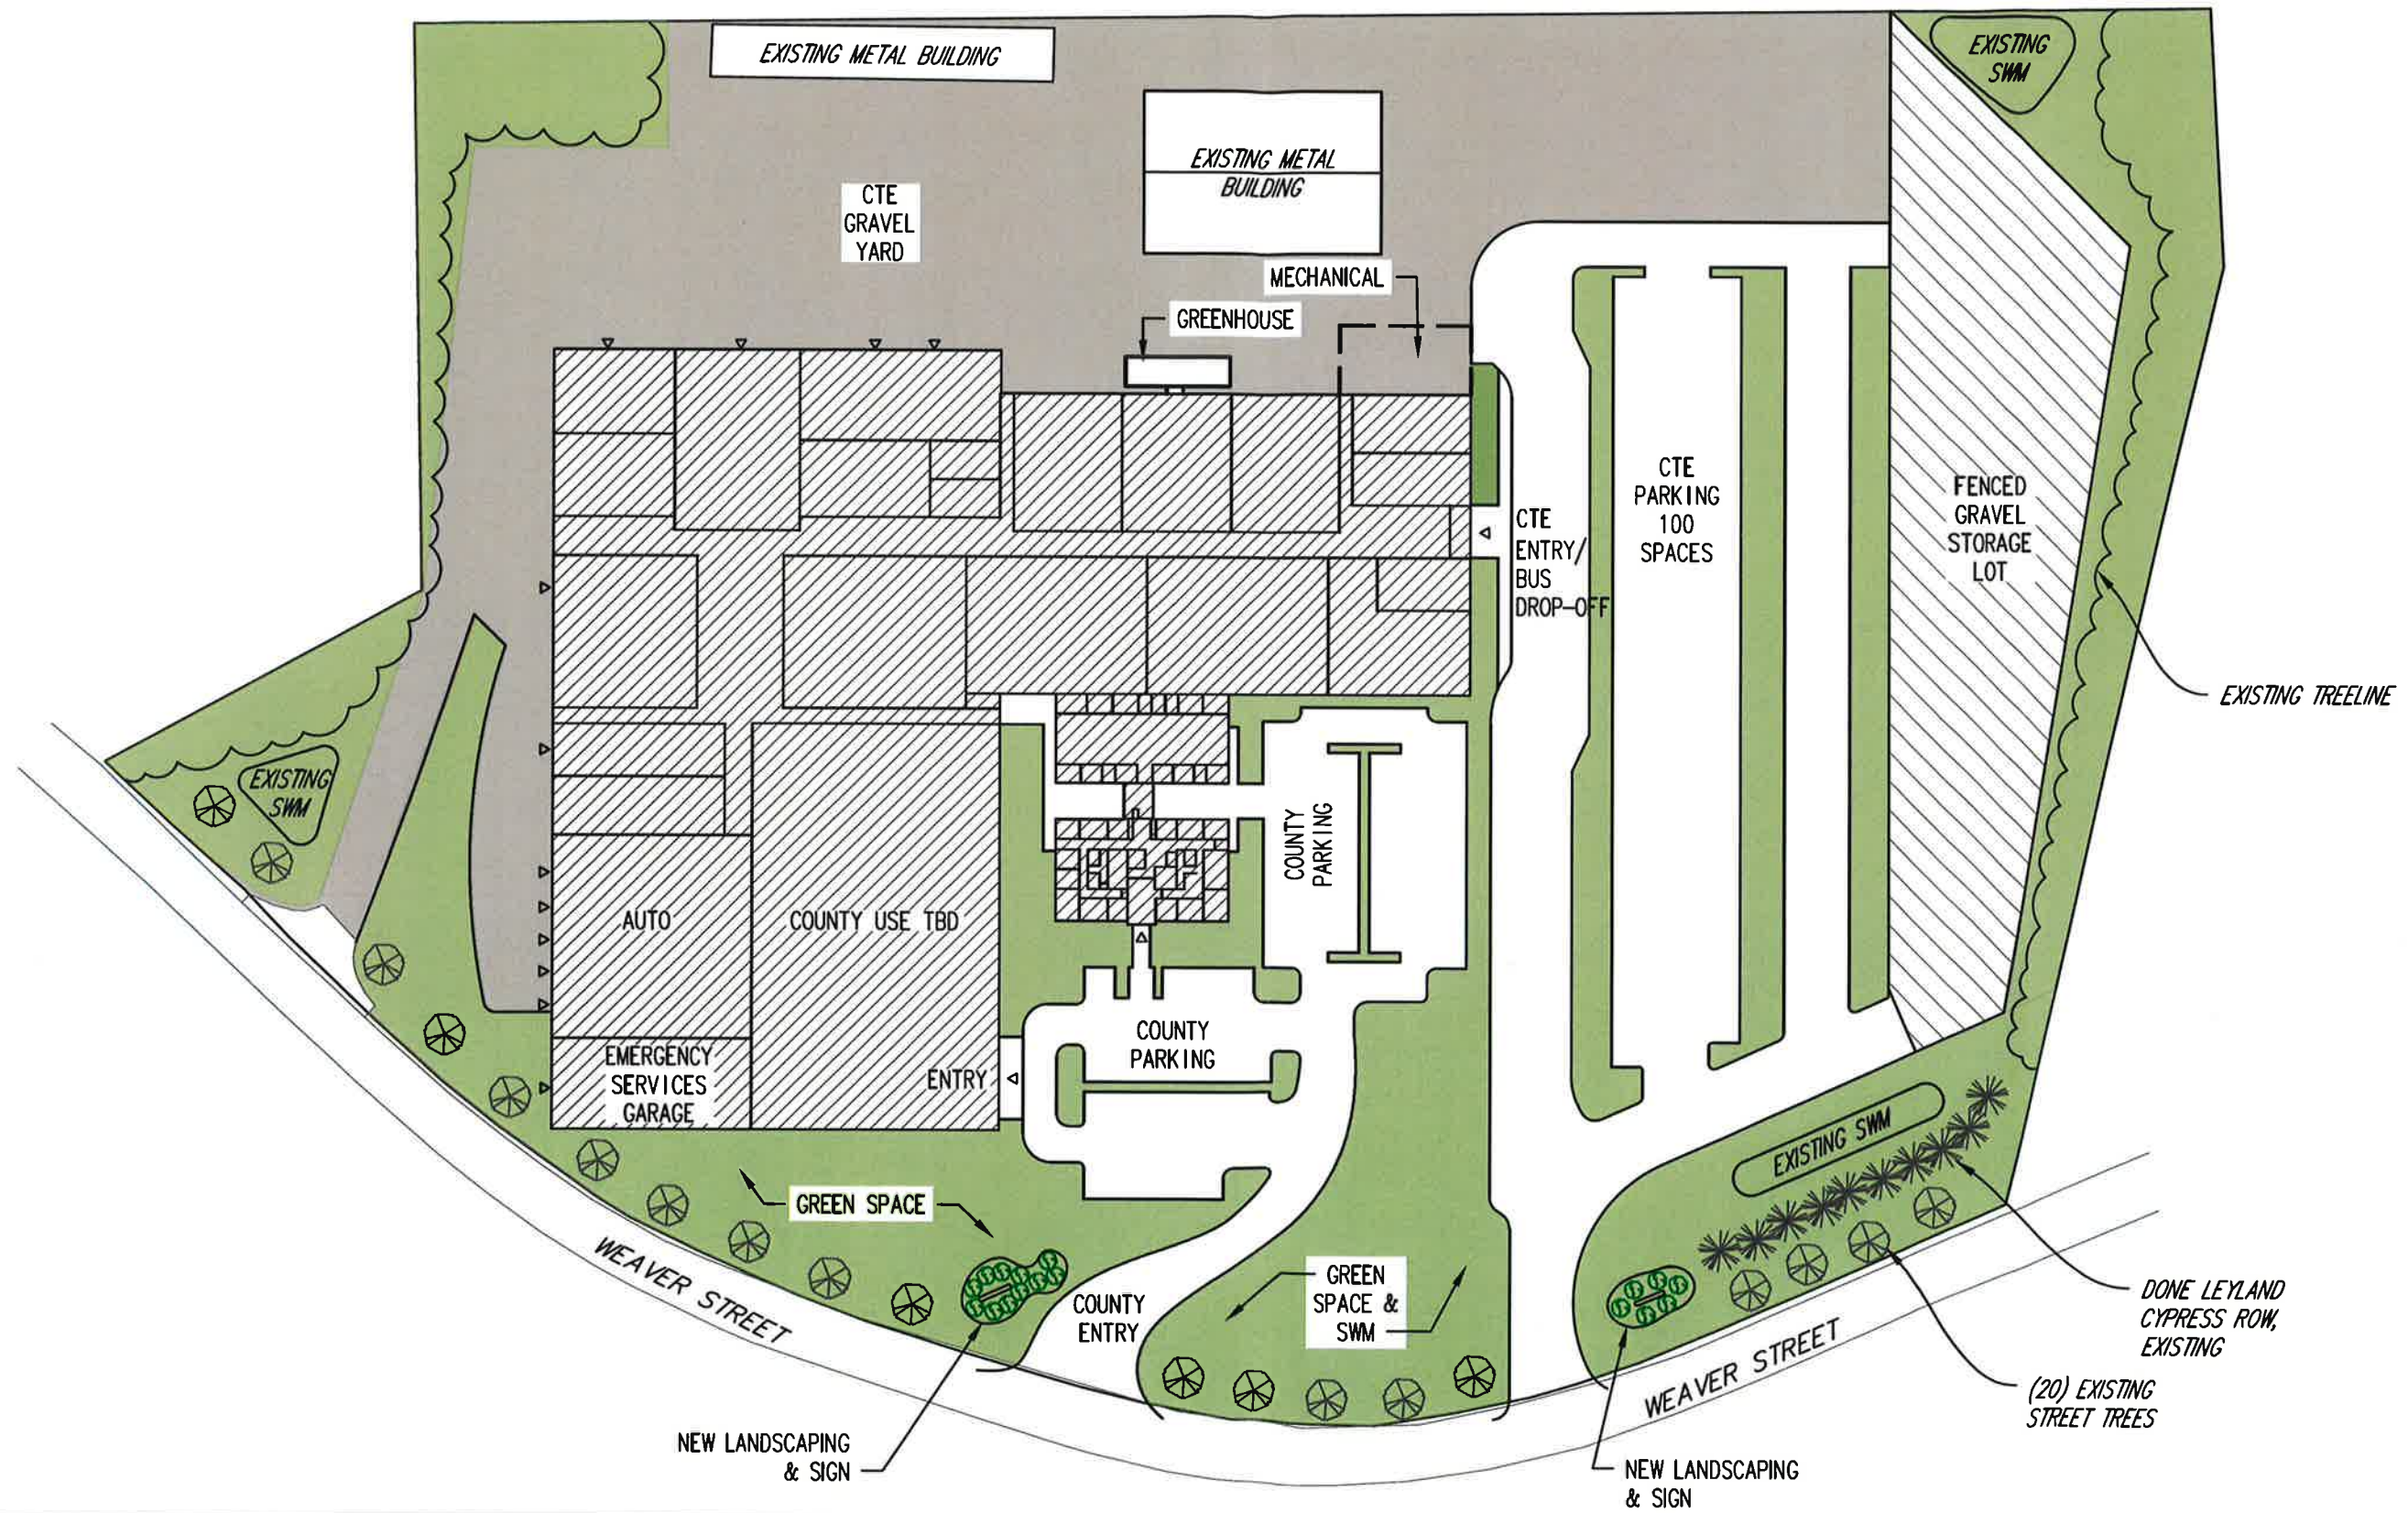 EXISTING METAL BUILDING
EXISTING
SWM
EXISTING METAL
BUILDING
CTE
GRAVEL
YARD
MECHANICAL
GREENHOUSE
CTE
PARKING
100
SPACES
FENCED
GRAVEL
STORAGE
LOT
CTE
ENTRY/
BUS
DROP-OFF
EXISTING TREELINE
EXISTING
SWM
COUNTY
PARKING
AUTO
COUNTY USE TBD
COUNTY
PARKING
EMERGENCY
SERVICES
GARAGE
ENTRY
EXISTING SWM
GREEN SPACE
WEAVER STREET
GREEN
SPACE &
SWM
COUNTY
ENTRY
DONE LEYLAND
CYPRESS ROW,
EXISTING
WEAVER STREET
(20) EXISTING
STREET TREES
NEW LANDSCAPING
& SIGN
NEW LANDSCAPING
& SIGN